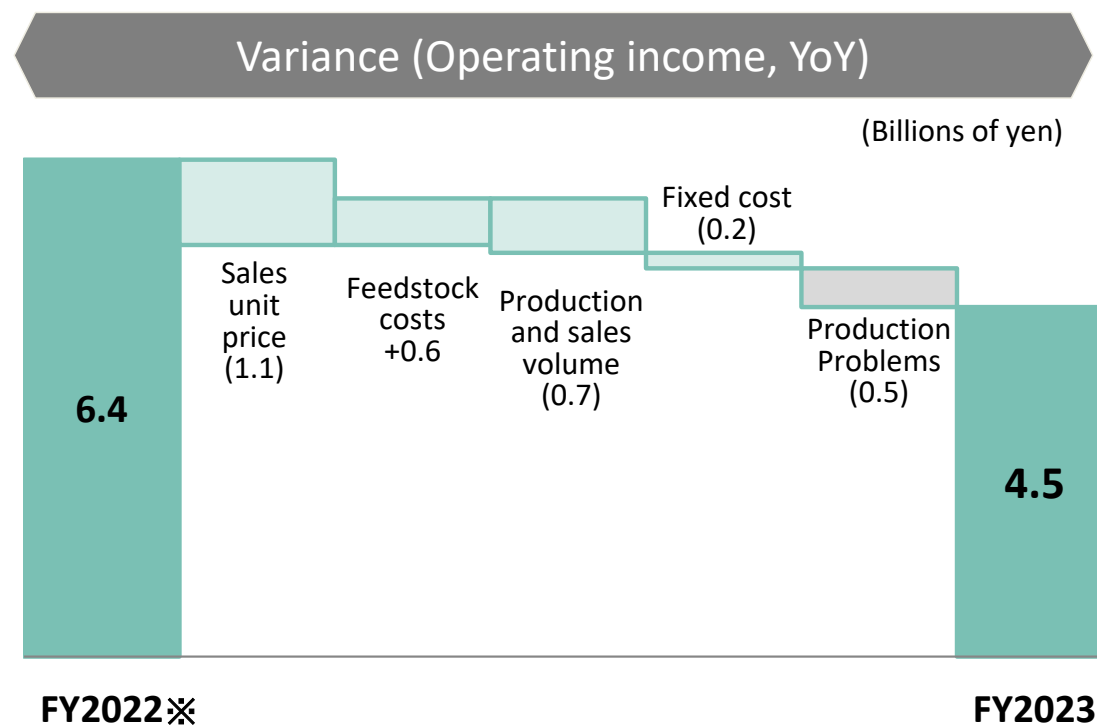 Variance (Operating income, YoY)
(Billions of yen)
6.4
Sales
unit
price
(1.1)
Feedstock
costs
+0.6
Production
and sales
volume
(0.7)
Fixed cost
(0.2)
Production
Problems
(0.5)
4.5
FY2022※
FY2023